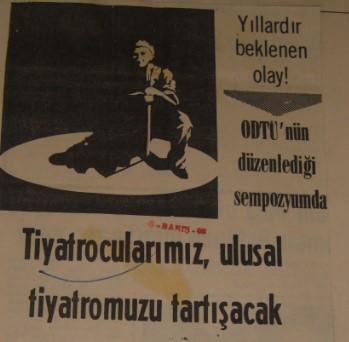 Yıllardır
beklenen
olay!
ODTU'nün
düzenlediği
sempozyumda
Tiyatrocularımız, ulusal
tiyatromuzu tartışacak